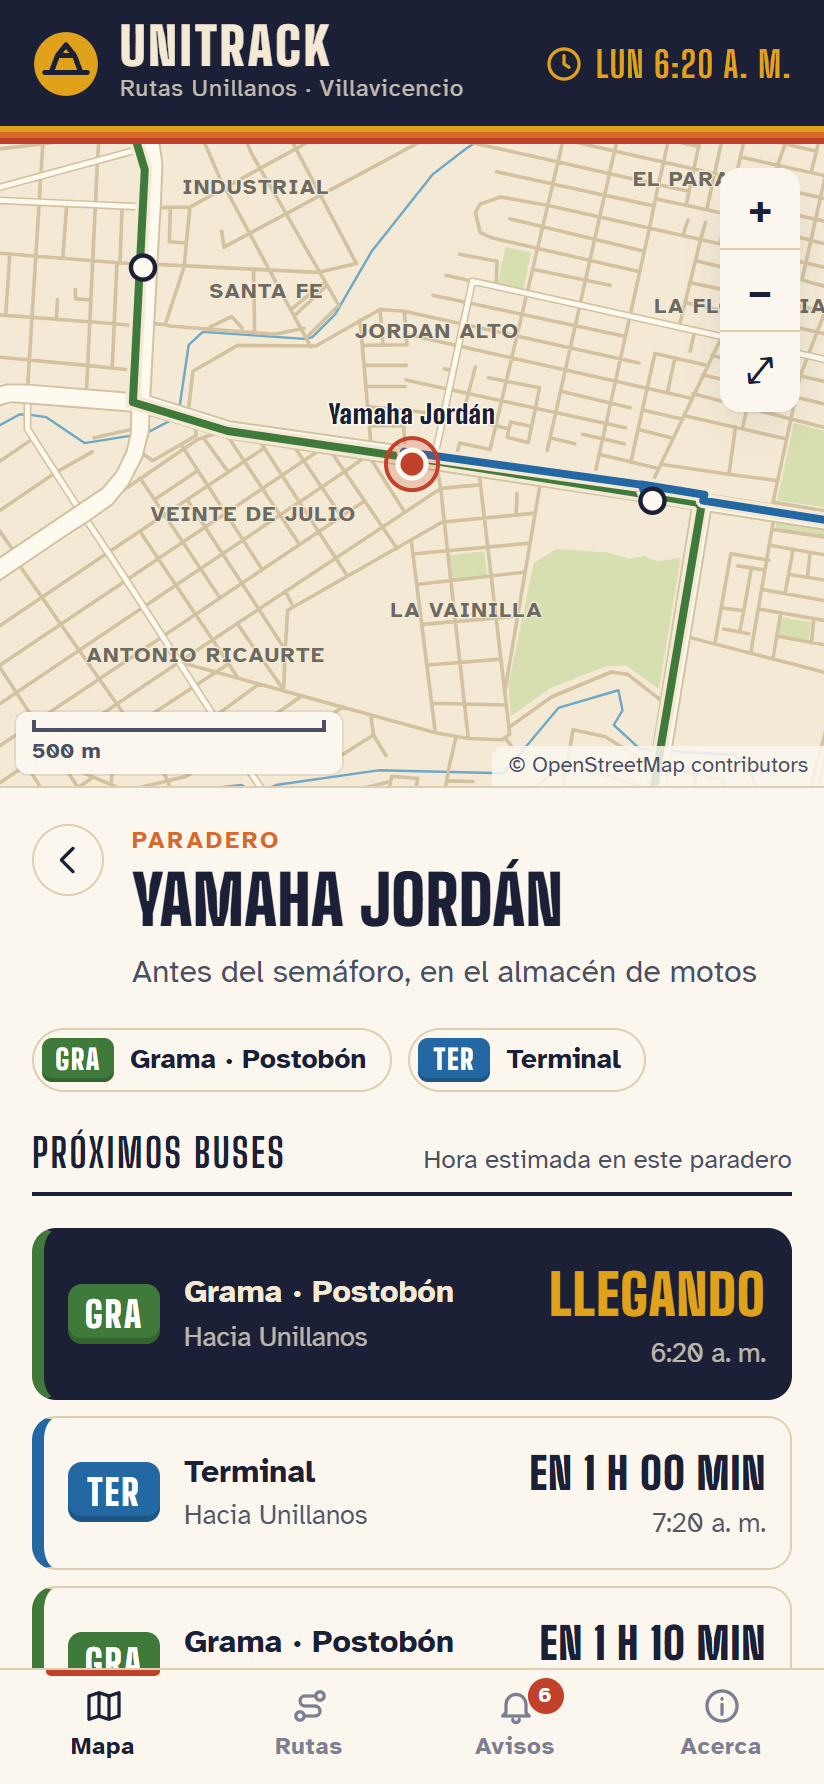 UNITRACK
Rutas Unillanos · Villavicencio
LUN 6:20 A. M.
INDUSTRIAL
EL PARA
+
SANTA FE
LA FL
IA
−
JORDAN ALTO
Yamaha Jordán
VEINTE DE JULIO
LA VAINILLA
ANTONIO RICAURTE
500 m
© OpenStreetMap contributors
PARADERO
YAMAHA JORDÁN
Antes del semáforo, en el almacén de motos
GRA Grama · Postobón
TER Terminal
PRÓXIMOS BUSES
Hora estimada en este paradero
GRA
Grama · Postobón
Hacia Unillanos
LLEGANDO
6:20 a. m.
TER
Terminal
Hacia Unillanos
EN 1 H 00 MIN
7:20 a. m.
GRA
Grama · Postobón
EN 1 H 10 MIN
Mapa
Rutas
6
Avisos
Acerca